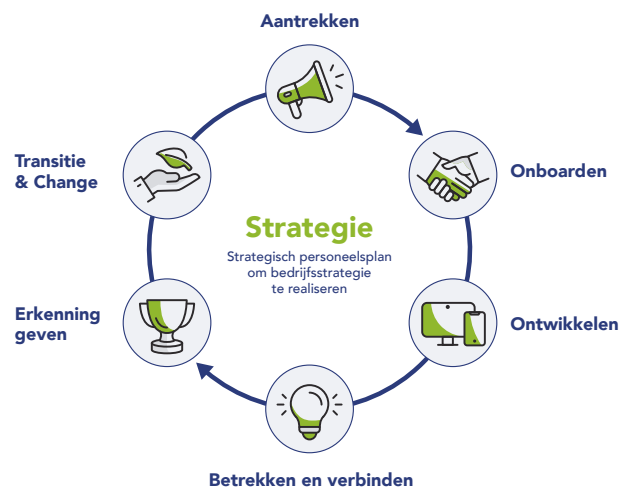 Aantrekken
Onboarden
Ontwikkelen
Betrekken en verbinden
Erkenning
geven
Transitie
& Change
Strategie
Strategisch personeelsplan
om bedrijfsstrategie
te realiseren